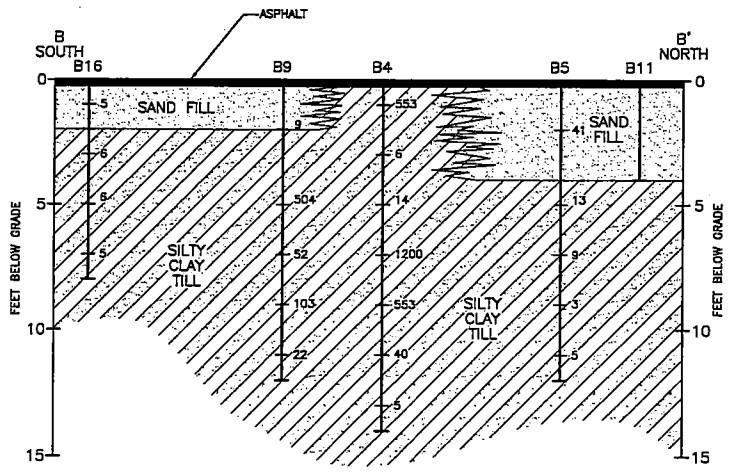 ASPHALT
B
SOUTH
B'
NORTH
B16
B9
B4
B5
B11
0
0
5
SAND FILL
553
SAND
FILL
9
41
6
6
6
504
14
13
5
5
5
SILTY
CLAY
TILL
52
1200
9
103
553
3
SILTY
CLAY
TILL
10
10
22
40
5
5
15
15
FEET BELOW GRADE
FEET BELOW GRADE